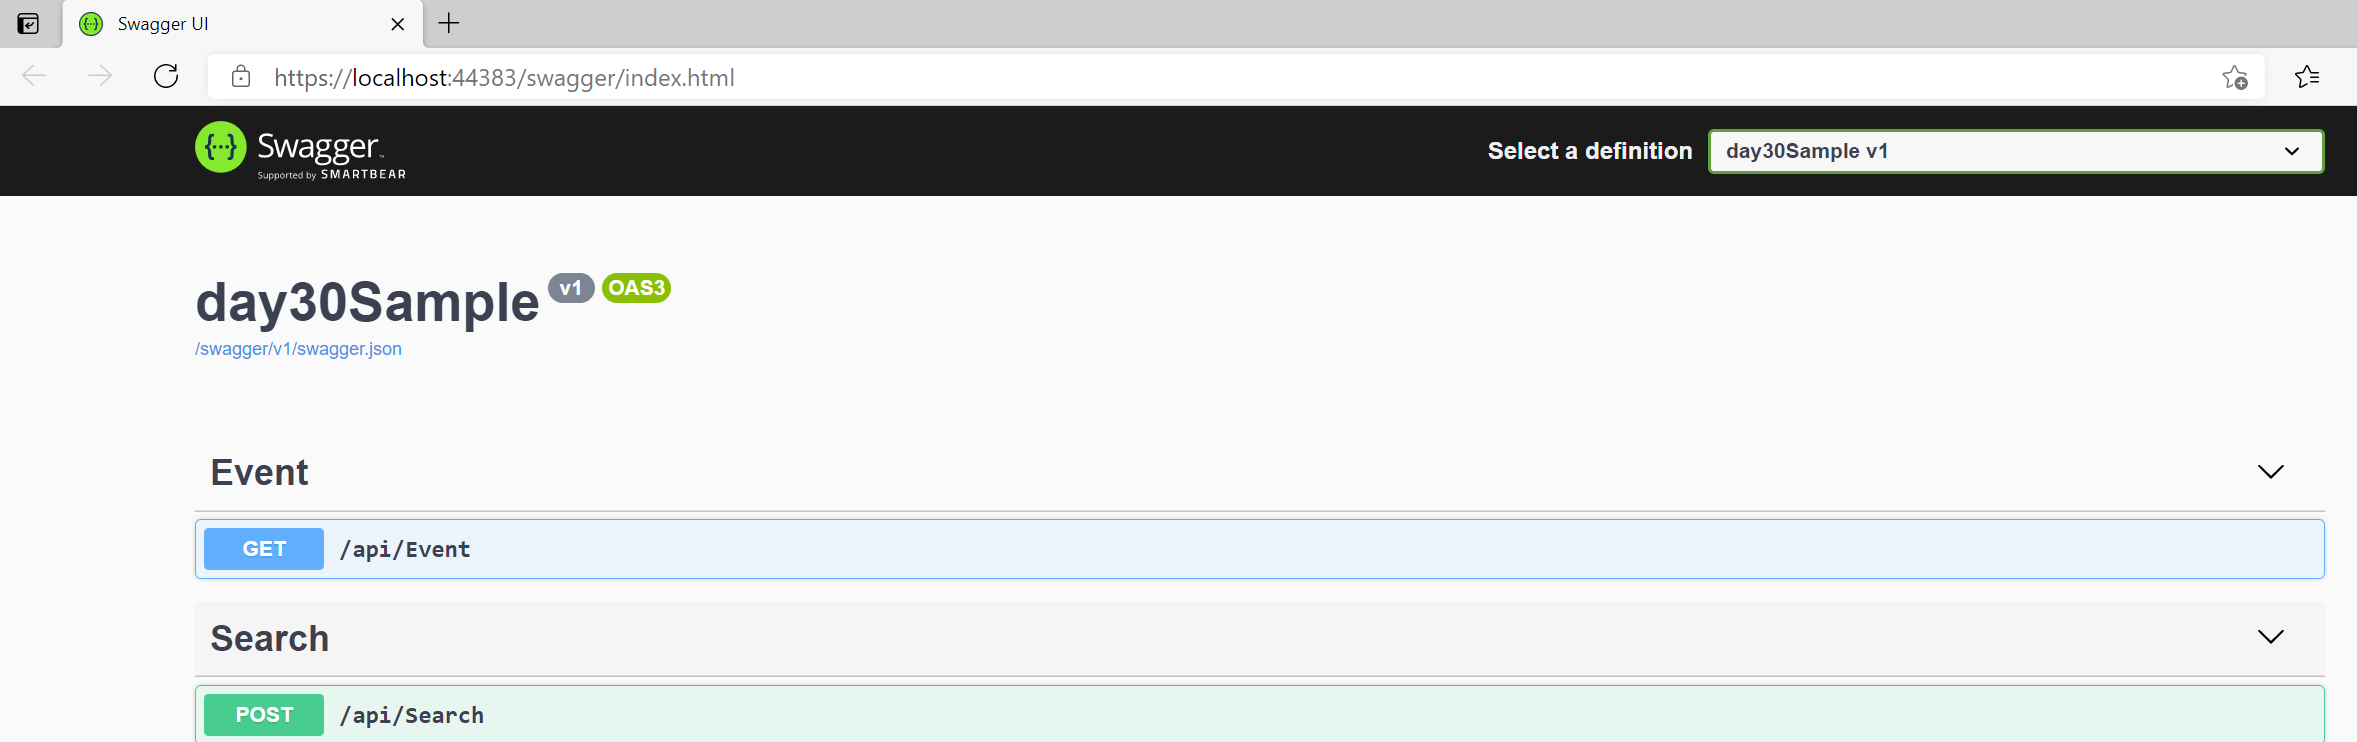 Swagger UI
https://localhost:44383/swagger/index.html
{···} Swagger™
Supported by SMARTBEAR
Select a definition
day30Sample v1
day30Sample v1 OAS3
/swagger/v1/swagger.json
Event
GET /api/Event
Search
POST /api/Search